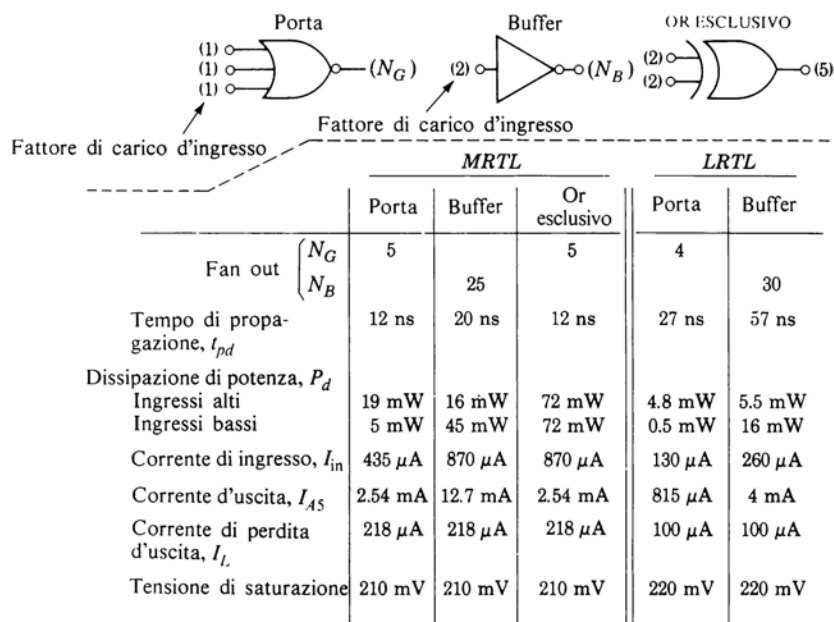 Porta Buffer OR ESCLUSIVO
(1)
(1) (N_G) (2) (N_B) (2) (5)
(1) (2)
Fattore di carico d'ingresso
Fattore di carico d'ingresso
MRTL LRTL
Porta Buffer Or esclusivo Porta Buffer
Fan out { N_G 5 5 4
N_B 25 30
Tempo di propa- 12 ns 20 ns 12 ns 27 ns 57 ns
gazione, t_pd
Dissipazione di potenza, P_d
Ingressi alti 19 mW 16 mW 72 mW 4.8 mW 5.5 mW
Ingressi bassi 5 mW 45 mW 72 mW 0.5 mW 16 mW
Corrente di ingresso, I_in 435 μA 870 μA 870 μA 130 μA 260 μA
Corrente d'uscita, I_A5 2.54 mA 12.7 mA 2.54 mA 815 μA 4 mA
Corrente di perdita 218 μA 218 μA 218 μA 100 μA 100 μA
d'uscita, I_L
Tensione di saturazione 210 mV 210 mV 210 mV 220 mV 220 mV